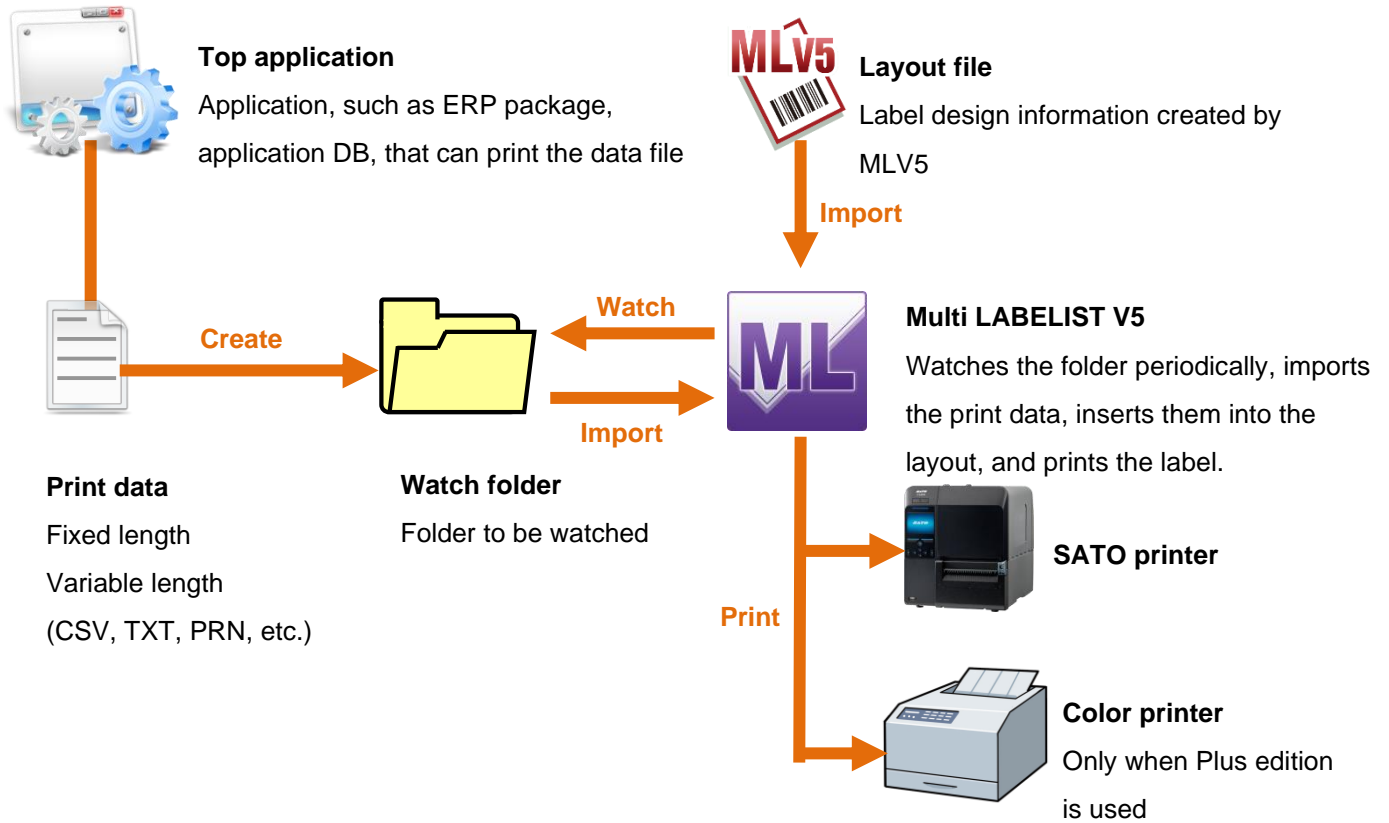 Top application
Application, such as ERP package,
application DB, that can print the data file
MLV5
Layout file
Label design information created by
MLV5
Import
Create
Watch
Import
ML
Multi LABELIST V5
Watches the folder periodically, imports
the print data, inserts them into the
layout, and prints the label.
Print data
Fixed length
Variable length
(CSV, TXT, PRN, etc.)
Watch folder
Folder to be watched
SATO printer
Print
Color printer
Only when Plus edition
is used